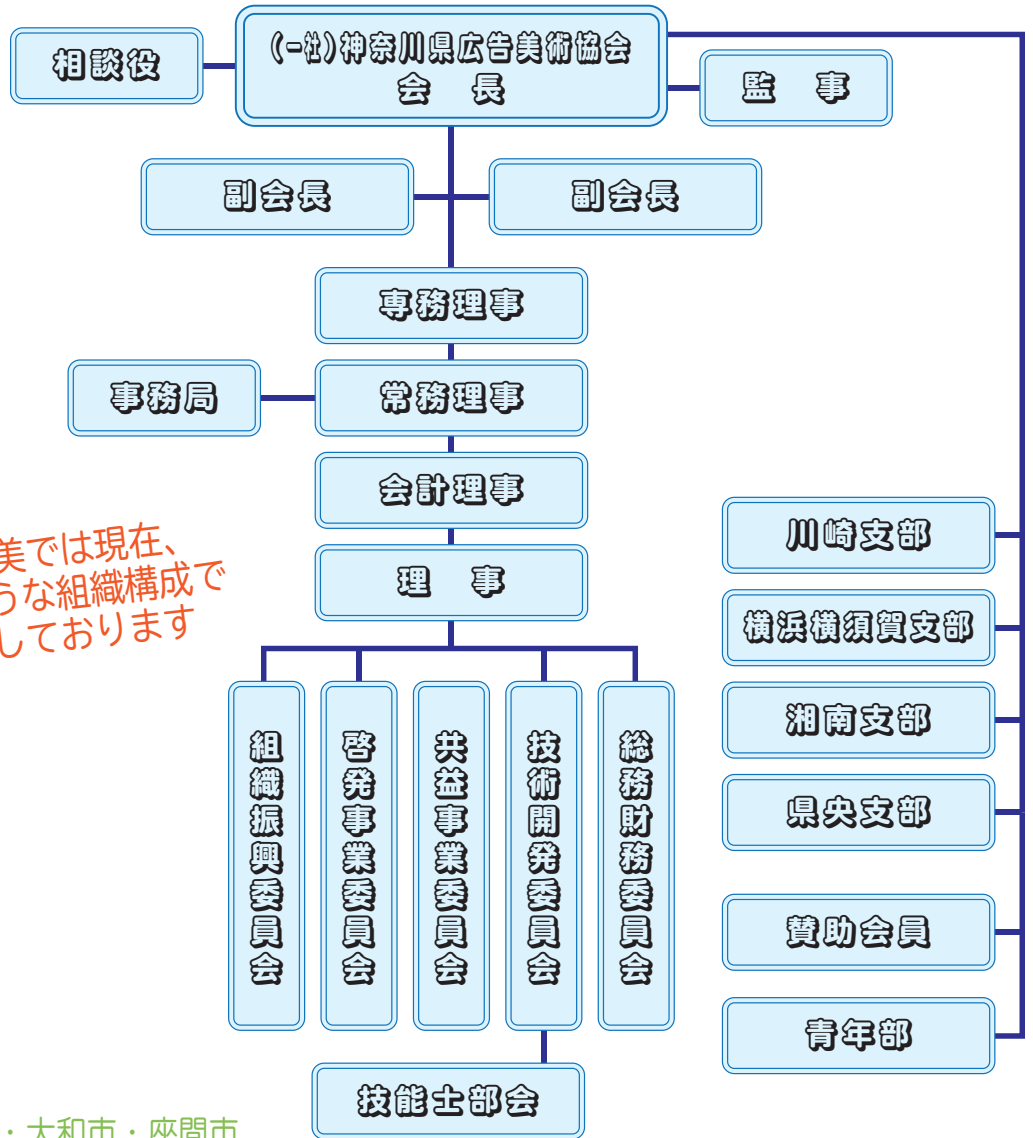 (一社)神奈川県広告美術協会
会 長
相談役
監 事
副会長
副会長
専務理事
事務局
常務理事
会計理事
理 事
美では現在、
うな組織構成で
しております
組織振興委員会
啓発事業委員会
共益事業委員会
技術開発委員会
総務財務委員会
技能士部会
川崎支部
横浜横須賀支部
湘南支部
県央支部
賛助会員
青年部
・大和市・座間市